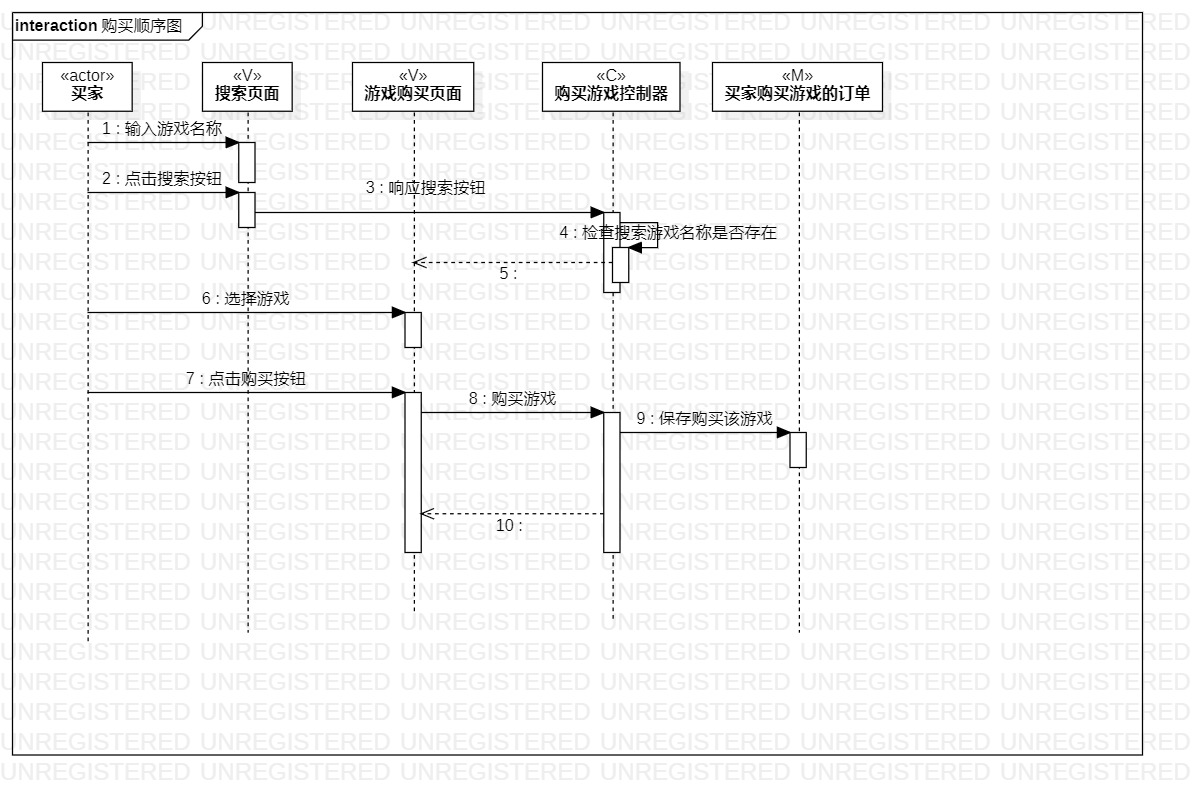 interaction 购买顺序图
«actor»
买家
«V»
搜索页面
«V»
游戏购买页面
«C»
购买游戏控制器
«M»
买家购买游戏的订单
1 : 输入游戏名称
2 : 点击搜索按钮
3 : 响应搜索按钮
4 : 检查搜索游戏名称是否存在
5 :
6 : 选择游戏
7 : 点击购买按钮
8 : 购买游戏
9 : 保存购买该游戏
10 :
UNREGISTERED